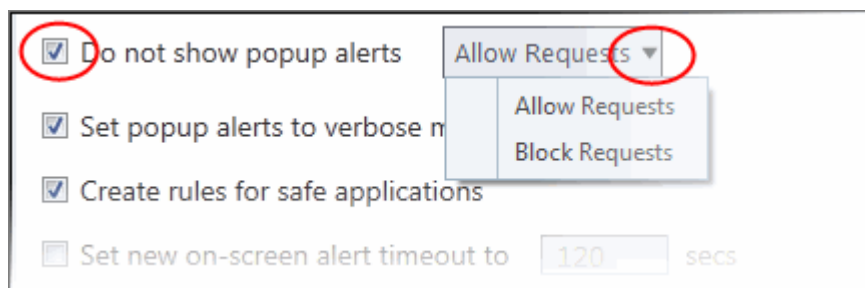 Do not show popup alerts Allow Requests
Allow Requests
Set popup alerts to verbose m
Block Requests
Create rules for safe applications
Set new on-screen alert timeout to 120 secs